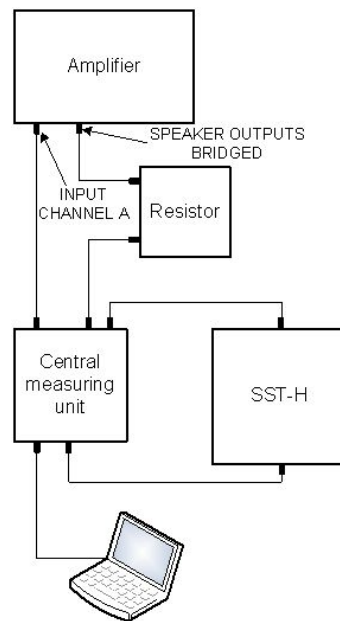 Amplifier
SPEAKER OUTPUTS
BRIDGED
INPUT
CHANNEL A
Resistor
Central
measuring
unit
SST-H